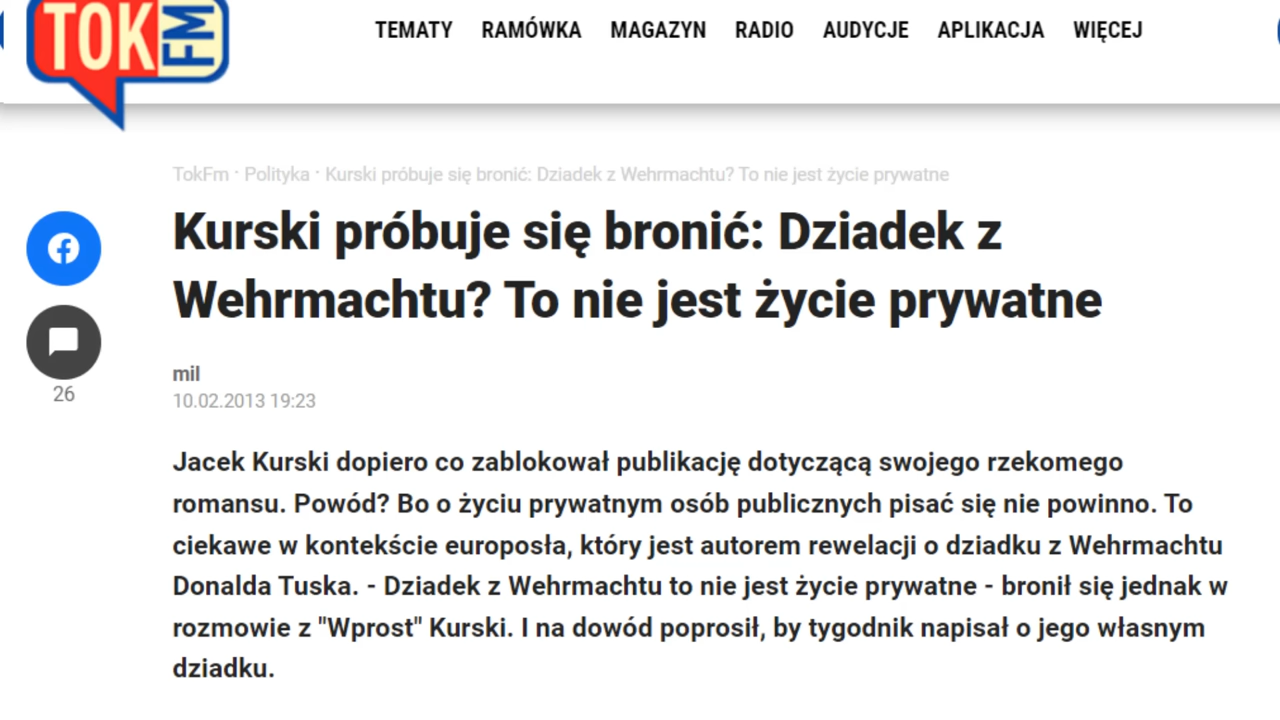 TOK FM
TEMATY RAMÓWKA MAGAZYN RADIO AUDYCJE APLIKACJA WIĘCEJ
TokFm · Polityka · Kurski próbuje się bronić: Dziadek z Wehrmachtu? To nie jest życie prywatne
Kurski próbuje się bronić: Dziadek z
Wehrmachtu? To nie jest życie prywatne
mil
10.02.2013 19:23
26
Jacek Kurski dopiero co zablokował publikację dotyczącą swojego rzekomego
romansu. Powód? Bo o życiu prywatnym osób publicznych pisać się nie powinno. To
ciekawe w kontekście europosła, który jest autorem rewelacji o dziadku z Wehrmachtu
Donalda Tuska. - Dziadek z Wehrmachtu to nie jest życie prywatne - bronił się jednak w
rozmowie z "Wprost" Kurski. I na dowód poprosił, by tygodnik napisał o jego własnym
dziadku.